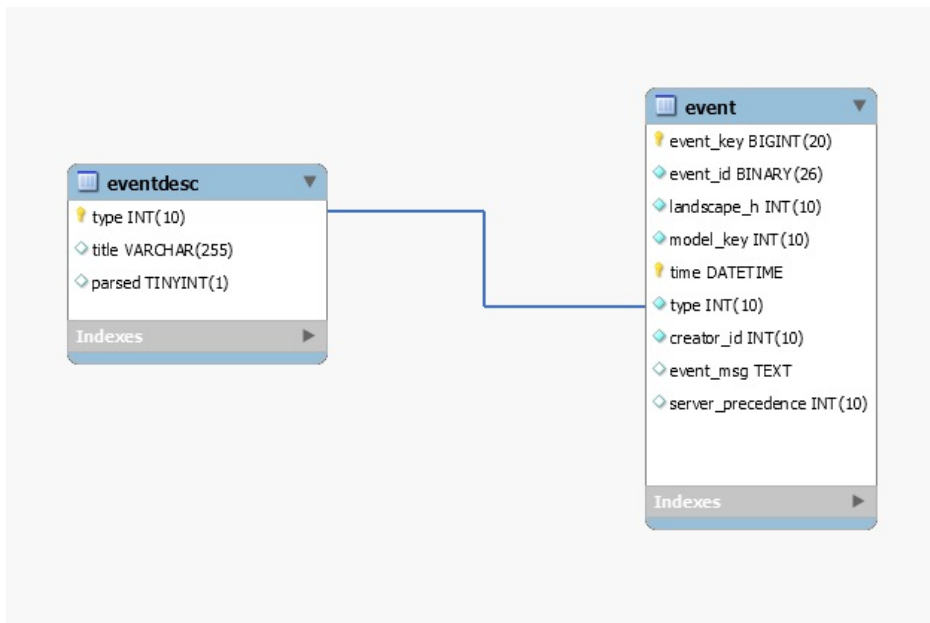 eventdesc
type INT(10)
title VARCHAR(255)
parsed TINYINT(1)
Indexes
event
event_key BIGINT(20)
event_id BINARY(26)
landscape_h INT(10)
model_key INT(10)
time DATETIME
type INT(10)
creator_id INT(10)
event_msg TEXT
server_precedence INT(10)
Indexes